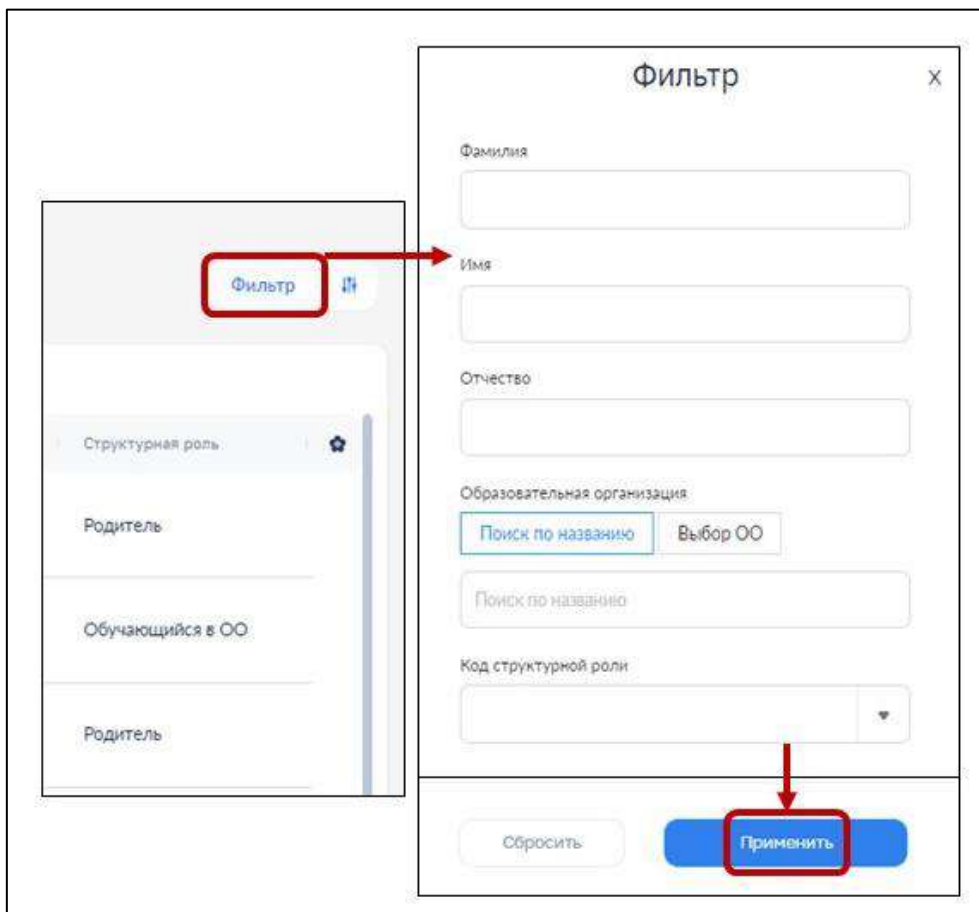 Фильтр
Структурная роль
Родитель
Обучающийся в ОО
Родитель
Фильтр X
Фамилия
Имя
Отчество
Образовательная организация
Поиск по названию Выбор ОО
Поиск по названию
Код структурной роли
Сбросить Применить